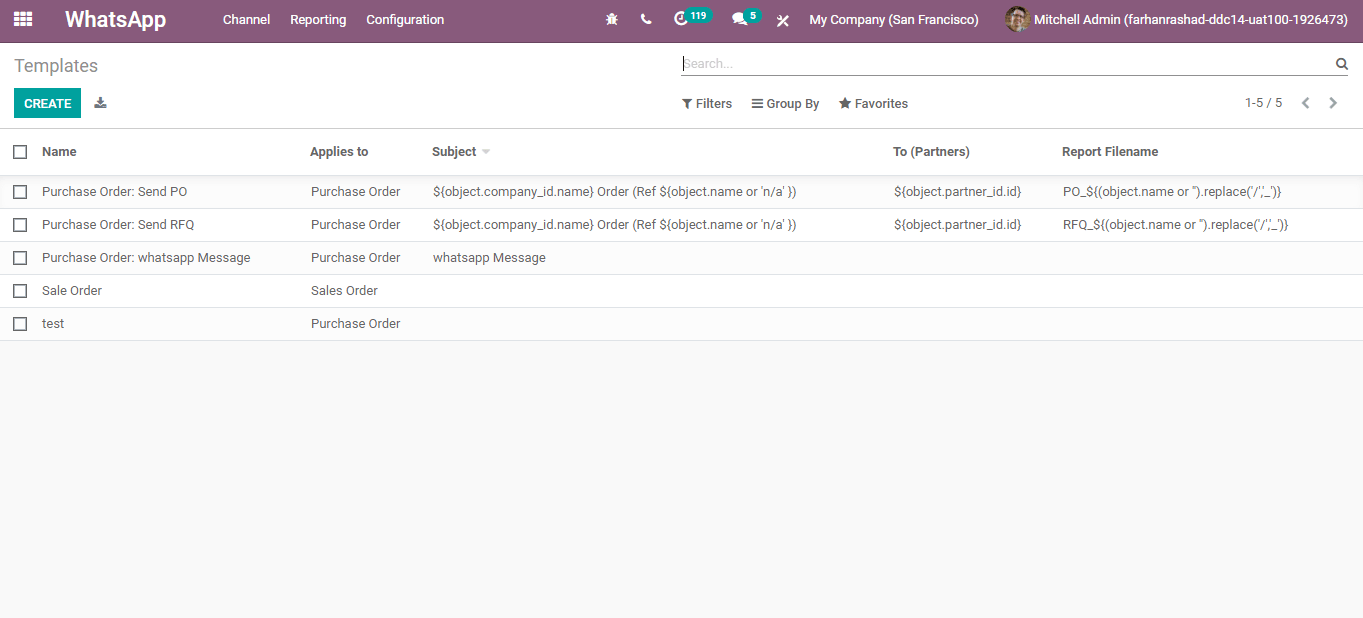 WhatsApp Channel Reporting Configuration 119 5 My Company (San Francisco) Mitchell Admin (farhanrashad-ddc14-uat100-1926473)
Templates Search...
CREATE Filters Group By Favorites 1-5 / 5
Name Applies to Subject To (Partners) Report Filename
Purchase Order: Send PO Purchase Order ${object.company_id.name} Order (Ref ${object.name or 'n/a' }) ${object.partner_id.id} PO_${(object.name or '').replace('/','_')}
Purchase Order: Send RFQ Purchase Order ${object.company_id.name} Order (Ref ${object.name or 'n/a' }) ${object.partner_id.id} RFQ_${(object.name or '').replace('/','_')}
Purchase Order: whatsapp Message Purchase Order whatsapp Message
Sale Order Sales Order
test Purchase Order